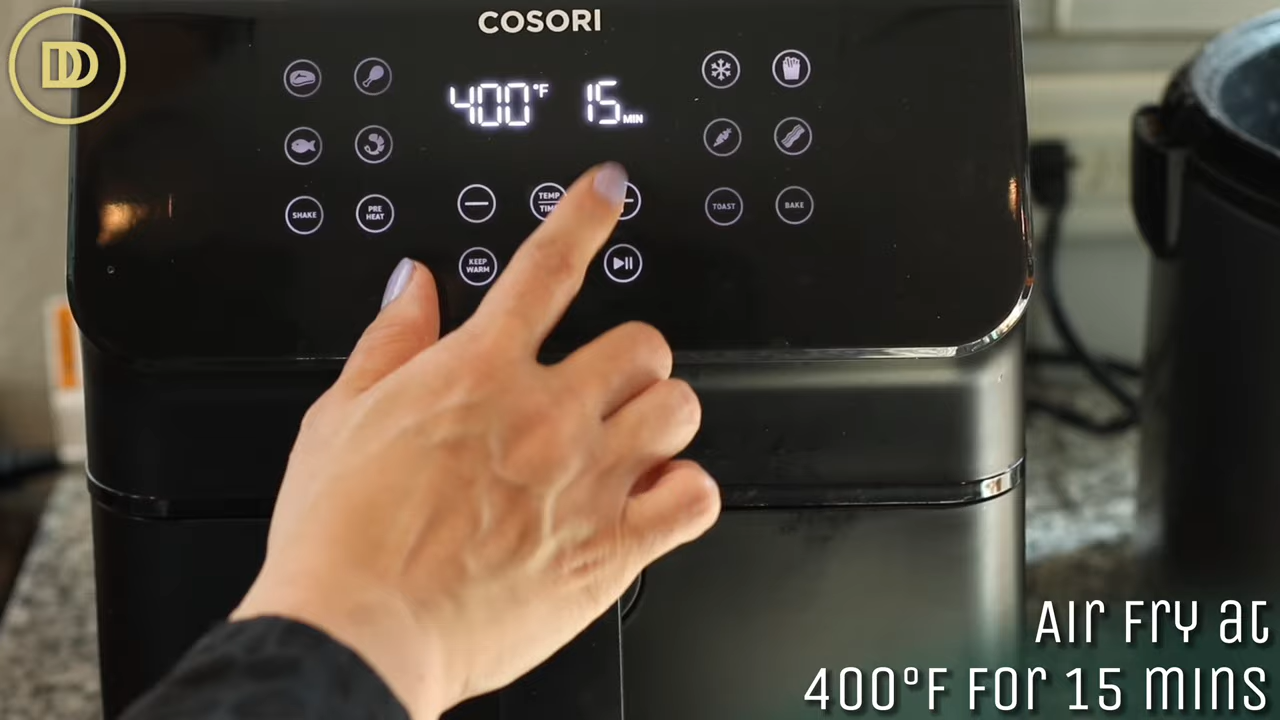 COSORI
DD
400°F 15 MIN
TEMP
TIME
SHAKE
PRE
HEAT
TOAST
BAKE
KEEP
WARM
Air Fry at
400°F For 15 mins